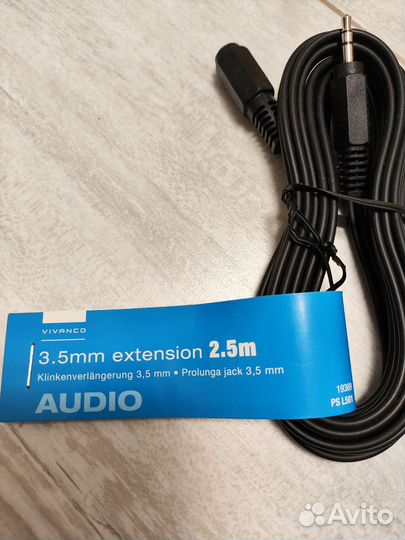 VIVANCO
3.5mm extension 2.5m
Klinkenverlängerung 3,5 mm • Prolunga jack 3,5 mm
AUDIO
PS L501
Avito